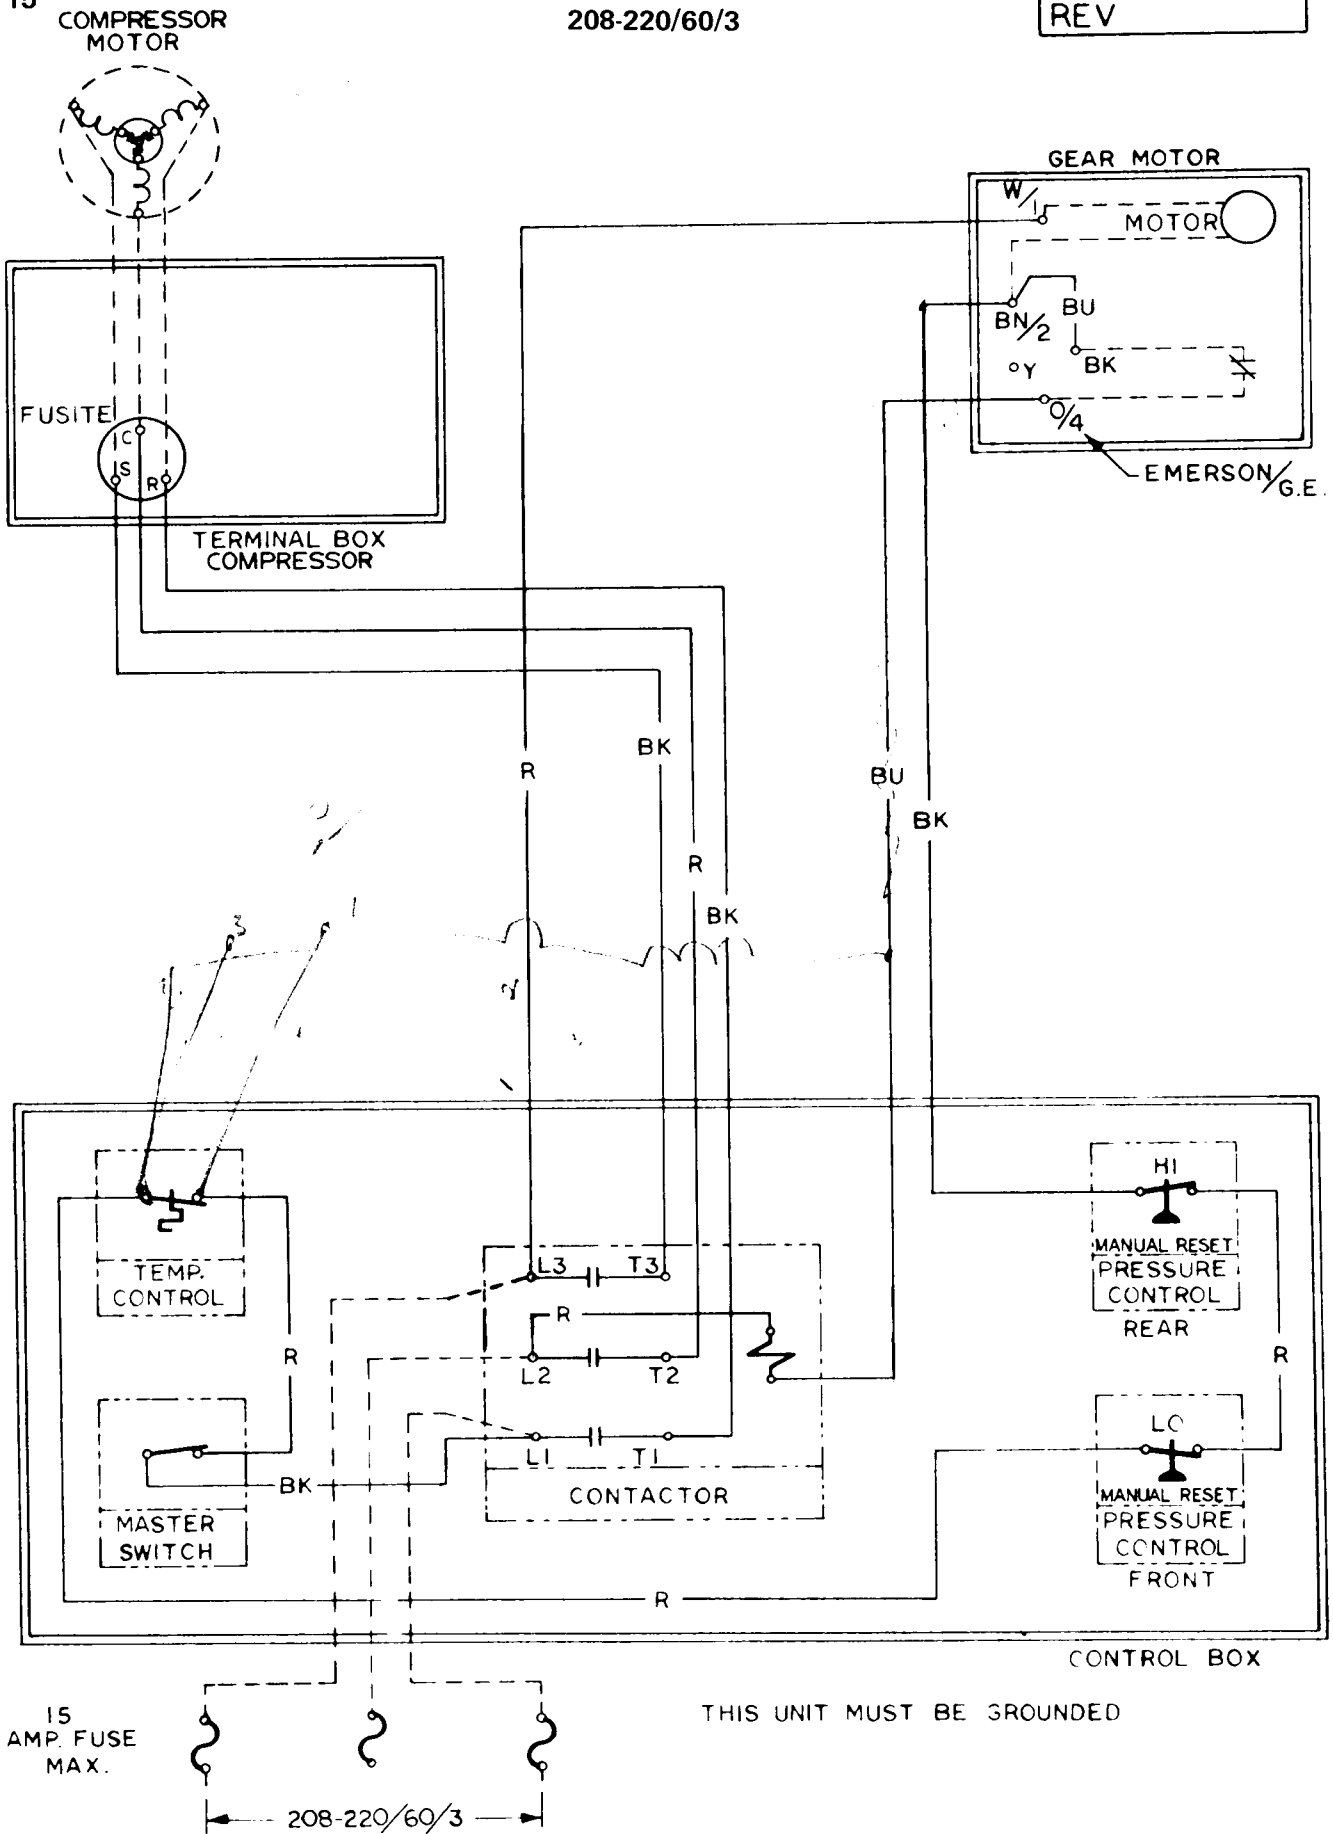 15
COMPRESSOR
MOTOR
208-220/60/3
REV
GEAR MOTOR
W/1
MOTOR
BN/2
BU
BK
Y
O/4
EMERSON/G.E.
FUSITE
C
S
R
TERMINAL BOX
COMPRESSOR
BK
R
BU
BK
R
BK
3
1
HI
MANUAL RESET
PRESSURE
CONTROL
REAR
TEMP.
CONTROL
L3
T3
R
L2
T2
R
R
LO
MANUAL RESET
PRESSURE
CONTROL
FRONT
L1
T1
BK
CONTACTOR
MASTER
SWITCH
R
CONTROL BOX
15
AMP. FUSE
MAX.
THIS UNIT MUST BE GROUNDED
208-220/60/3